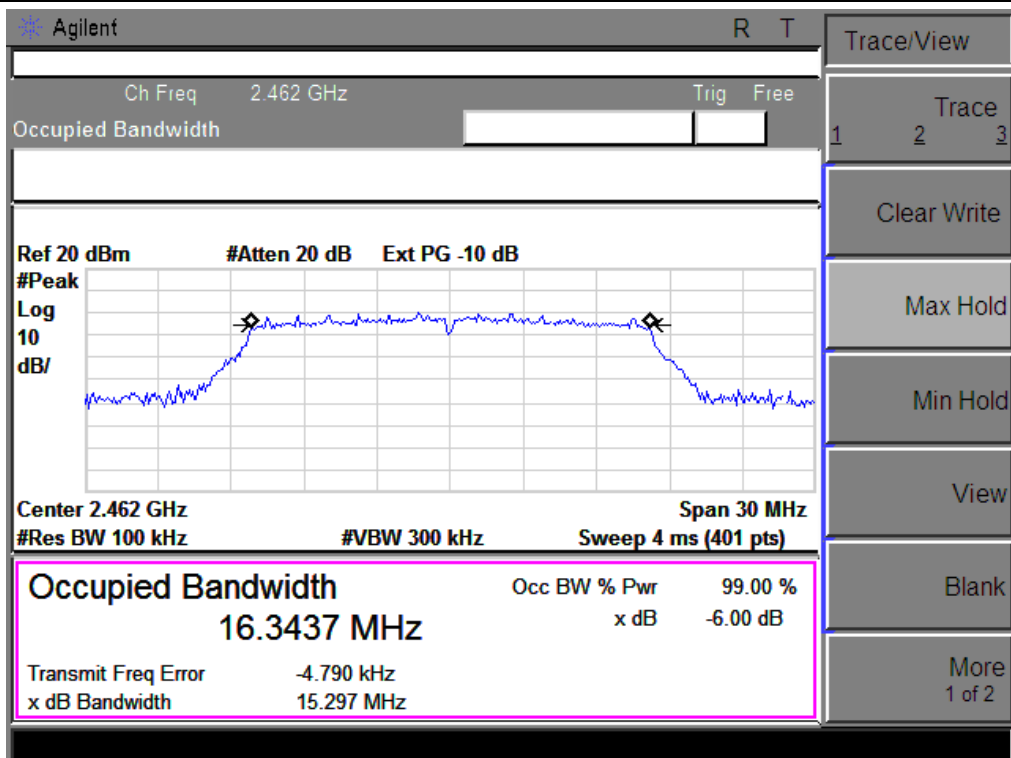 Agilent R T
Ch Freq 2.462 GHz Trig Free
Occupied Bandwidth
Ref 20 dBm #Atten 20 dB Ext PG -10 dB
#Peak
Log
10
dB/
Center 2.462 GHz Span 30 MHz
#Res BW 100 kHz #VBW 300 kHz Sweep 4 ms (401 pts)
Occupied Bandwidth Occ BW % Pwr 99.00 %
16.3437 MHz x dB -6.00 dB
Transmit Freq Error -4.790 kHz
x dB Bandwidth 15.297 MHz
Trace/View
Trace
1 2 3
Clear Write
Max Hold
Min Hold
View
Blank
More
1 of 2